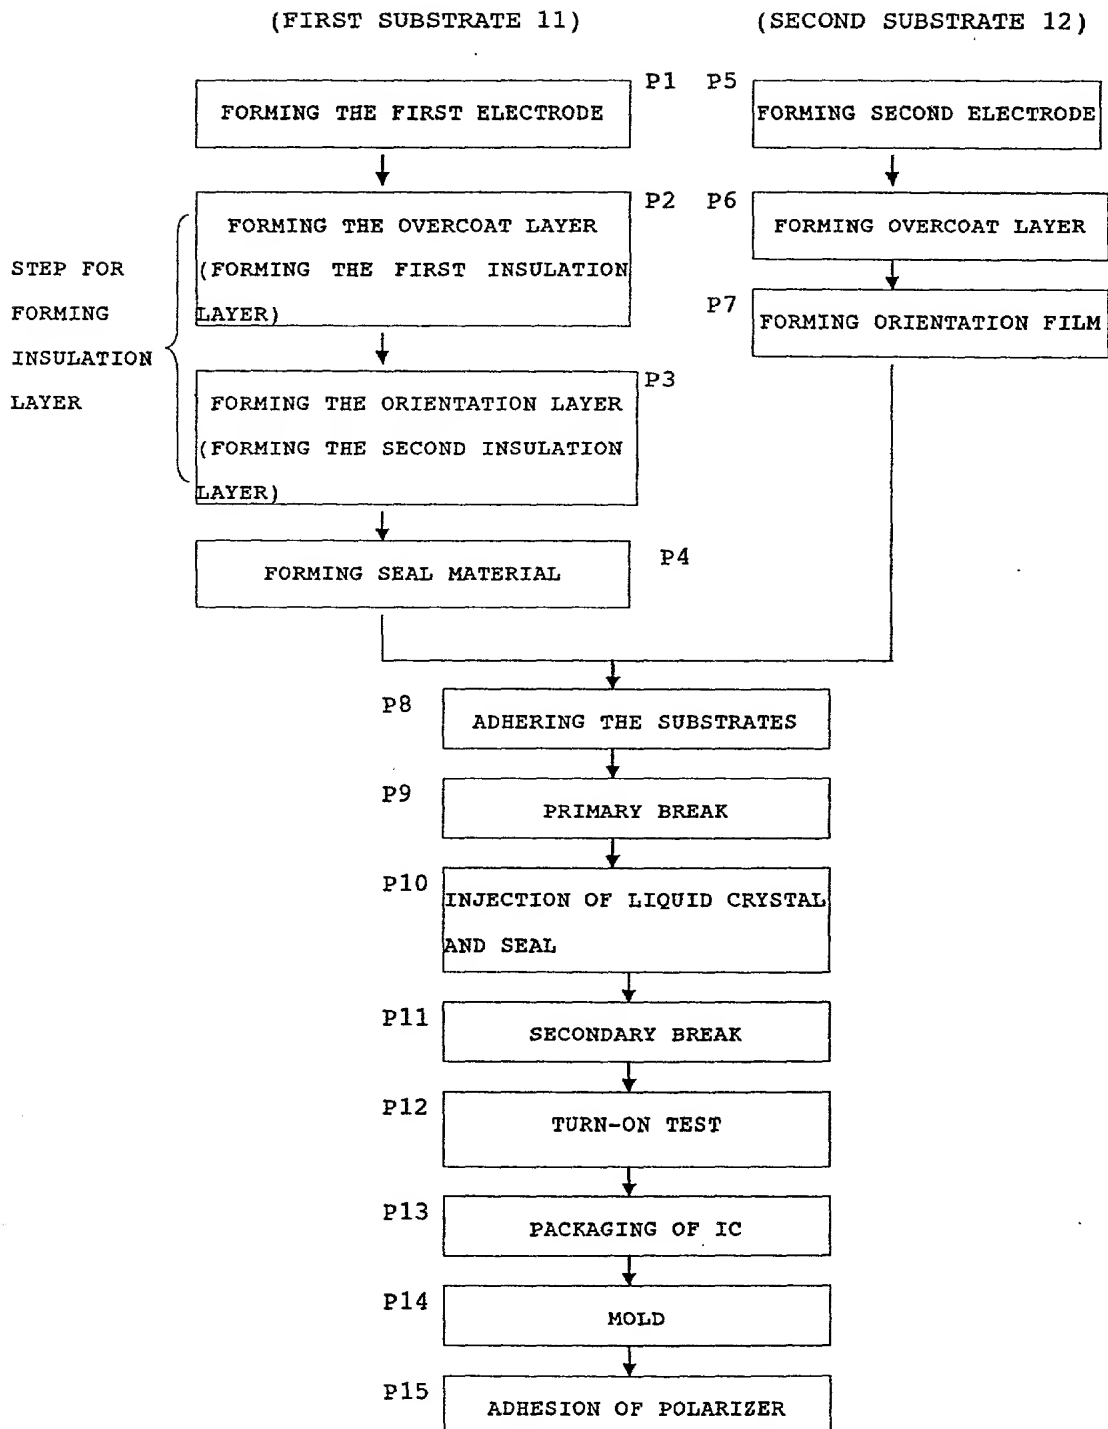 (FIRST SUBSTRATE 11)
(SECOND SUBSTRATE 12)
P1
FORMING THE FIRST ELECTRODE
P5
FORMING SECOND ELECTRODE
P2
FORMING THE OVERCOAT LAYER
(FORMING THE FIRST INSULATION
LAYER)
P6
FORMING OVERCOAT LAYER
STEP FOR
FORMING
INSULATION
LAYER
P7
FORMING ORIENTATION FILM
P3
FORMING THE ORIENTATION LAYER
(FORMING THE SECOND INSULATION
LAYER)
P4
FORMING SEAL MATERIAL
P8
ADHERING THE SUBSTRATES
P9
PRIMARY BREAK
P10
INJECTION OF LIQUID CRYSTAL
AND SEAL
P11
SECONDARY BREAK
P12
TURN-ON TEST
P13
PACKAGING OF IC
P14
MOLD
P15
ADHESION OF POLARIZER